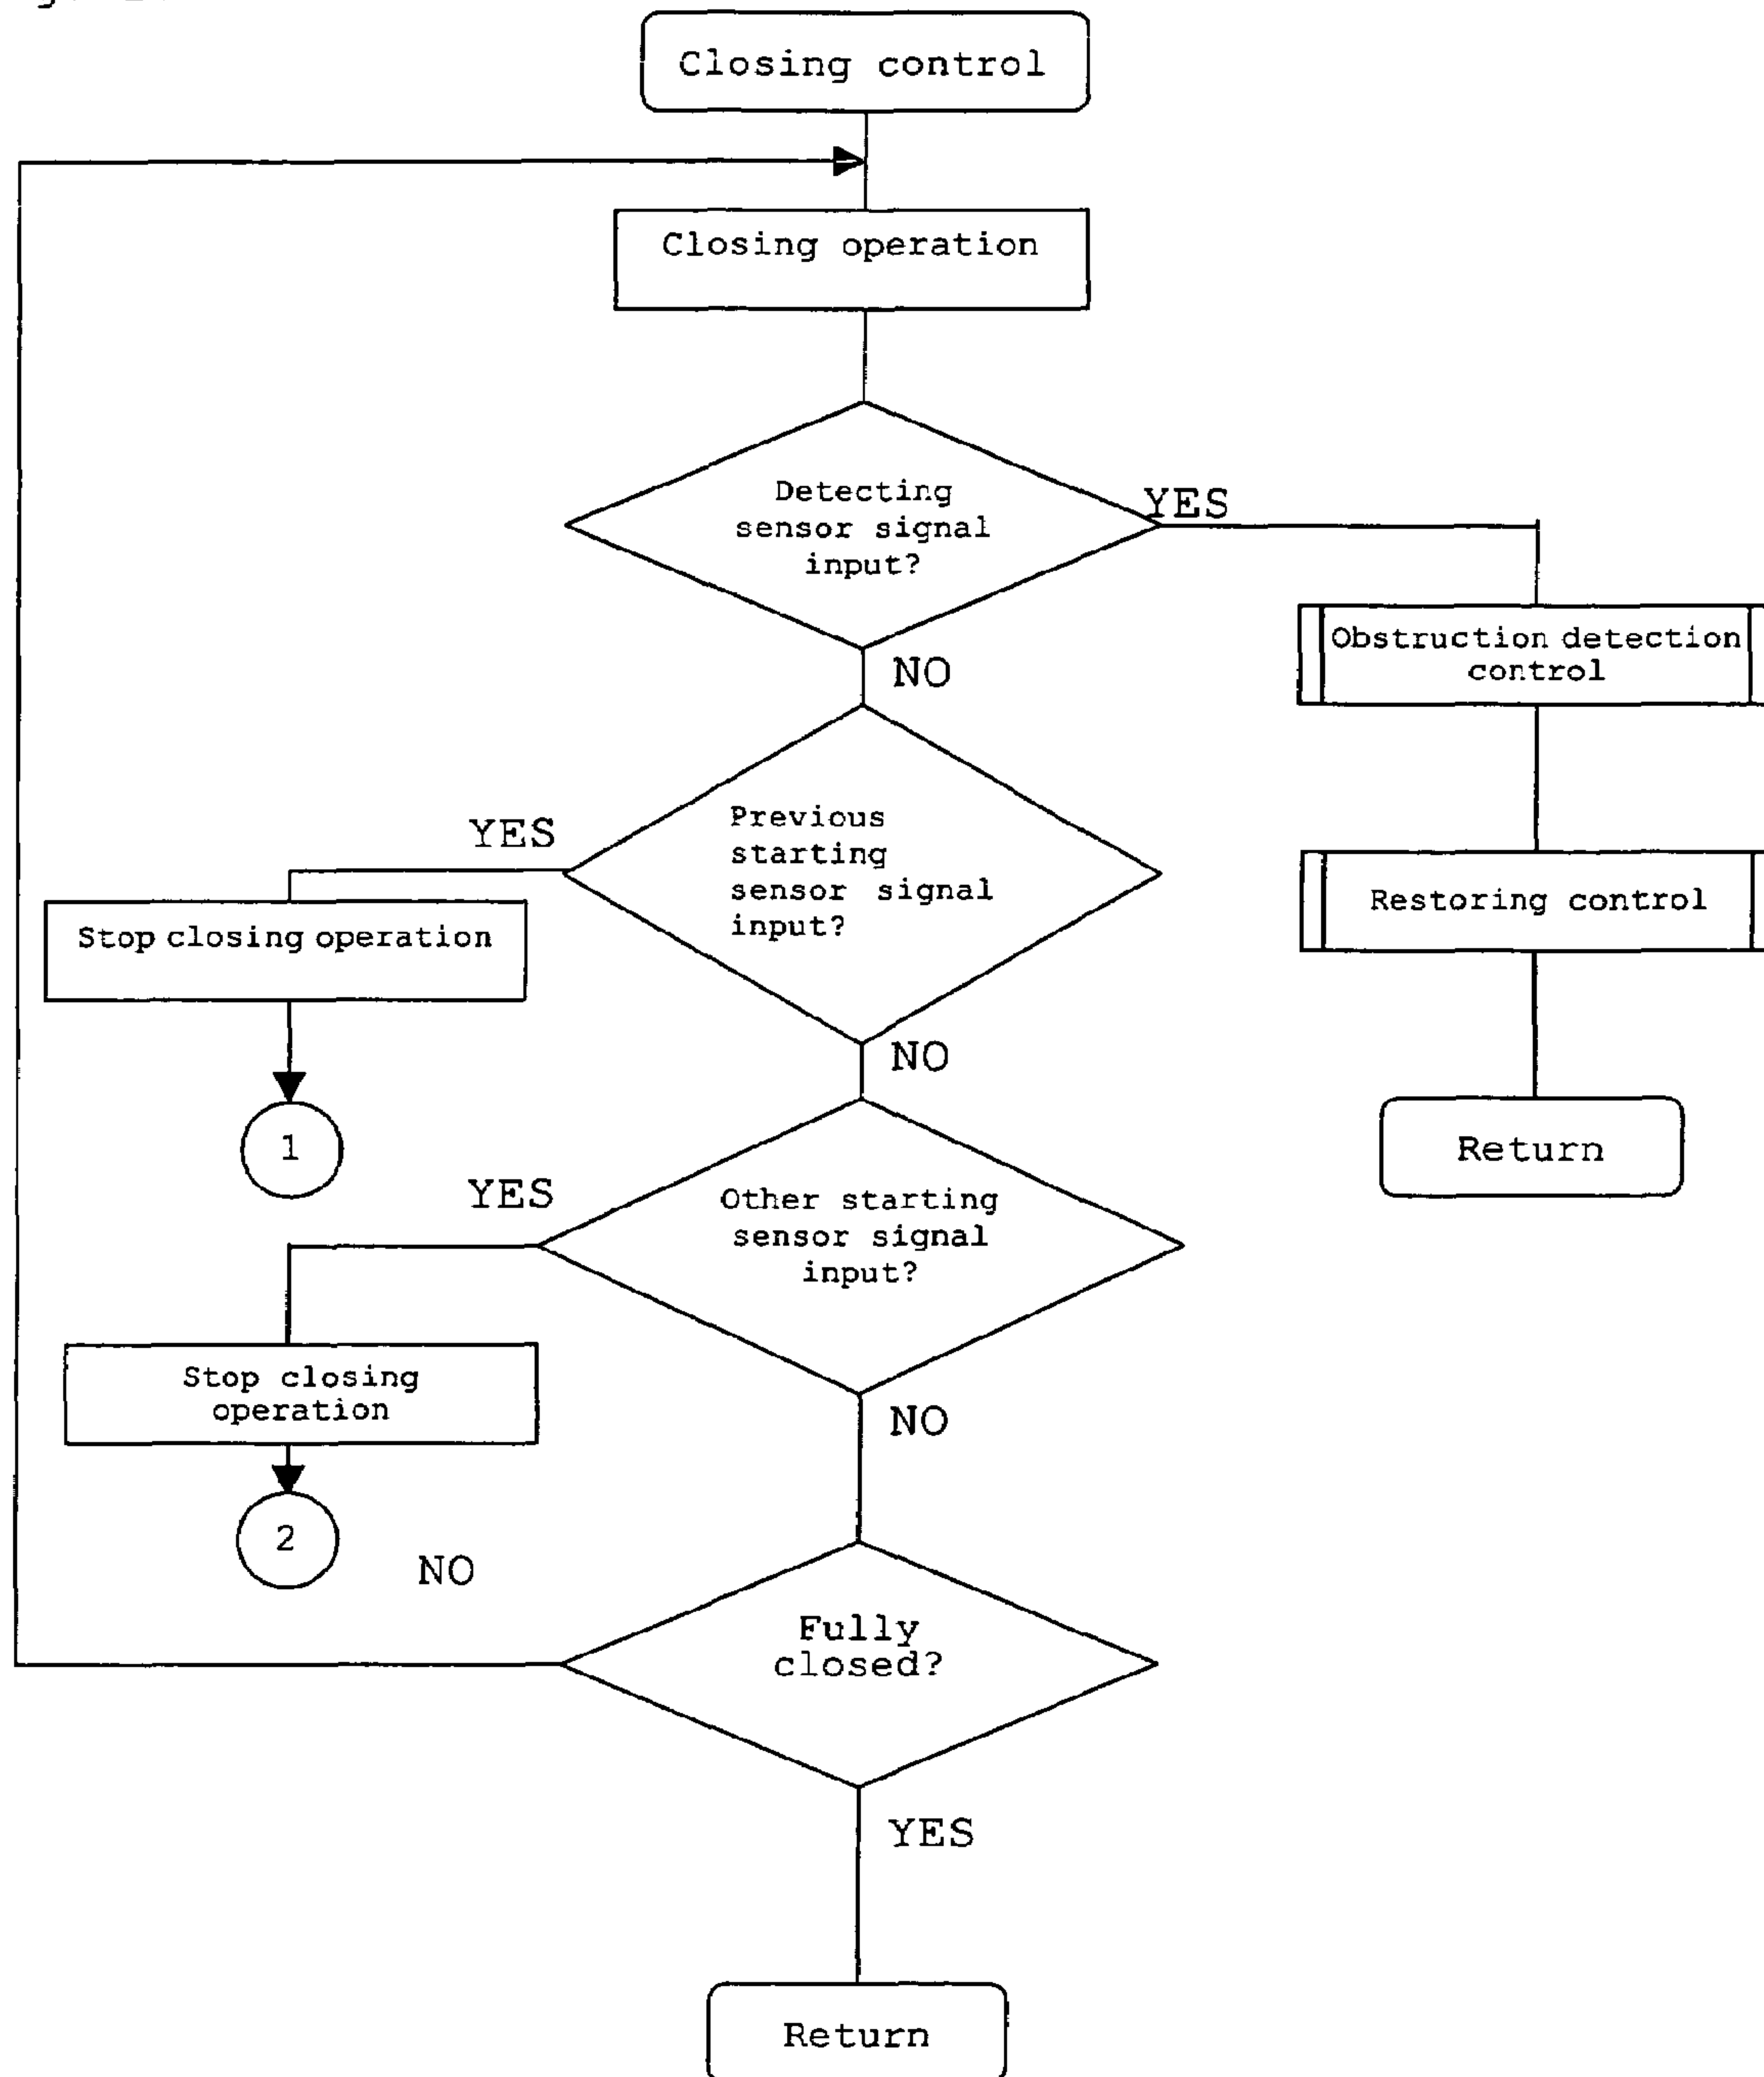 Closing control
Closing operation
Detecting
sensor signal
input?
YES
NO
Obstruction detection
control
Previous
starting
sensor signal
input?
YES
Restoring control
Stop closing operation
NO
1
Return
Other starting
sensor signal
input?
YES
Stop closing
operation
NO
2
NO
Fully
closed?
YES
Return